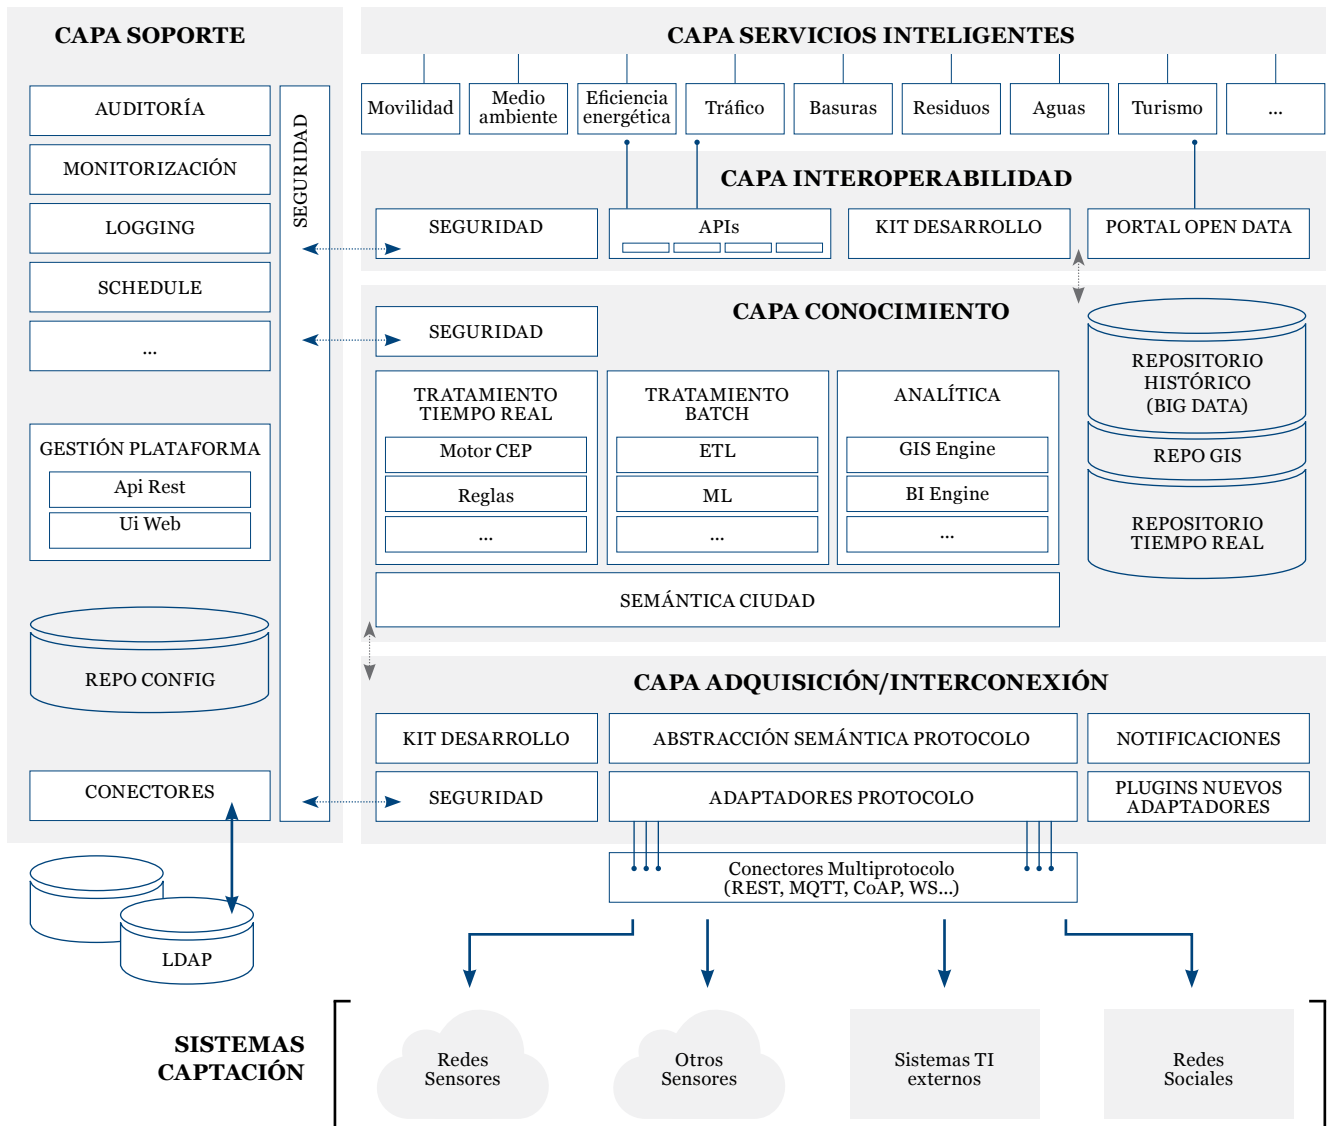 CAPA SOPORTE
AUDITORÍA
MONITORIZACIÓN
LOGGING
SCHEDULE
...
SEGURIDAD
GESTIÓN PLATAFORMA
Api Rest
Ui Web
REPO CONFIG
CONECTORES
LDAP
CAPA SERVICIOS INTELIGENTES
Movilidad
Medio
ambiente
Eficiencia
energética
Tráfico
Basuras
Residuos
Aguas
Turismo
...
CAPA INTEROPERABILIDAD
SEGURIDAD
APIs
KIT DESARROLLO
PORTAL OPEN DATA
CAPA CONOCIMIENTO
SEGURIDAD
TRATAMIENTO
TIEMPO REAL
Motor CEP
Reglas
...
TRATAMIENTO
BATCH
ETL
ML
...
ANALÍTICA
GIS Engine
BI Engine
...
REPOSITORIO
HISTÓRICO
(BIG DATA)
REPO GIS
REPOSITORIO
TIEMPO REAL
SEMÁNTICA CIUDAD
CAPA ADQUISICIÓN/INTERCONEXIÓN
KIT DESARROLLO
ABSTRACCIÓN SEMÁNTICA PROTOCOLO
NOTIFICACIONES
SEGURIDAD
ADAPTADORES PROTOCOLO
PLUGINS NUEVOS
ADAPTADORES
Conectores Multiprotocolo
(REST, MQTT, CoAP, WS...)
SISTEMAS
CAPTACIÓN
Redes
Sensores
Otros
Sensores
Sistemas TI
externos
Redes
Sociales